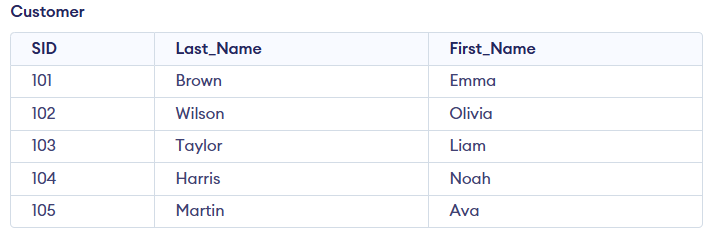 Customer
SID Last_Name First_Name
101 Brown Emma
102 Wilson Olivia
103 Taylor Liam
104 Harris Noah
105 Martin Ava